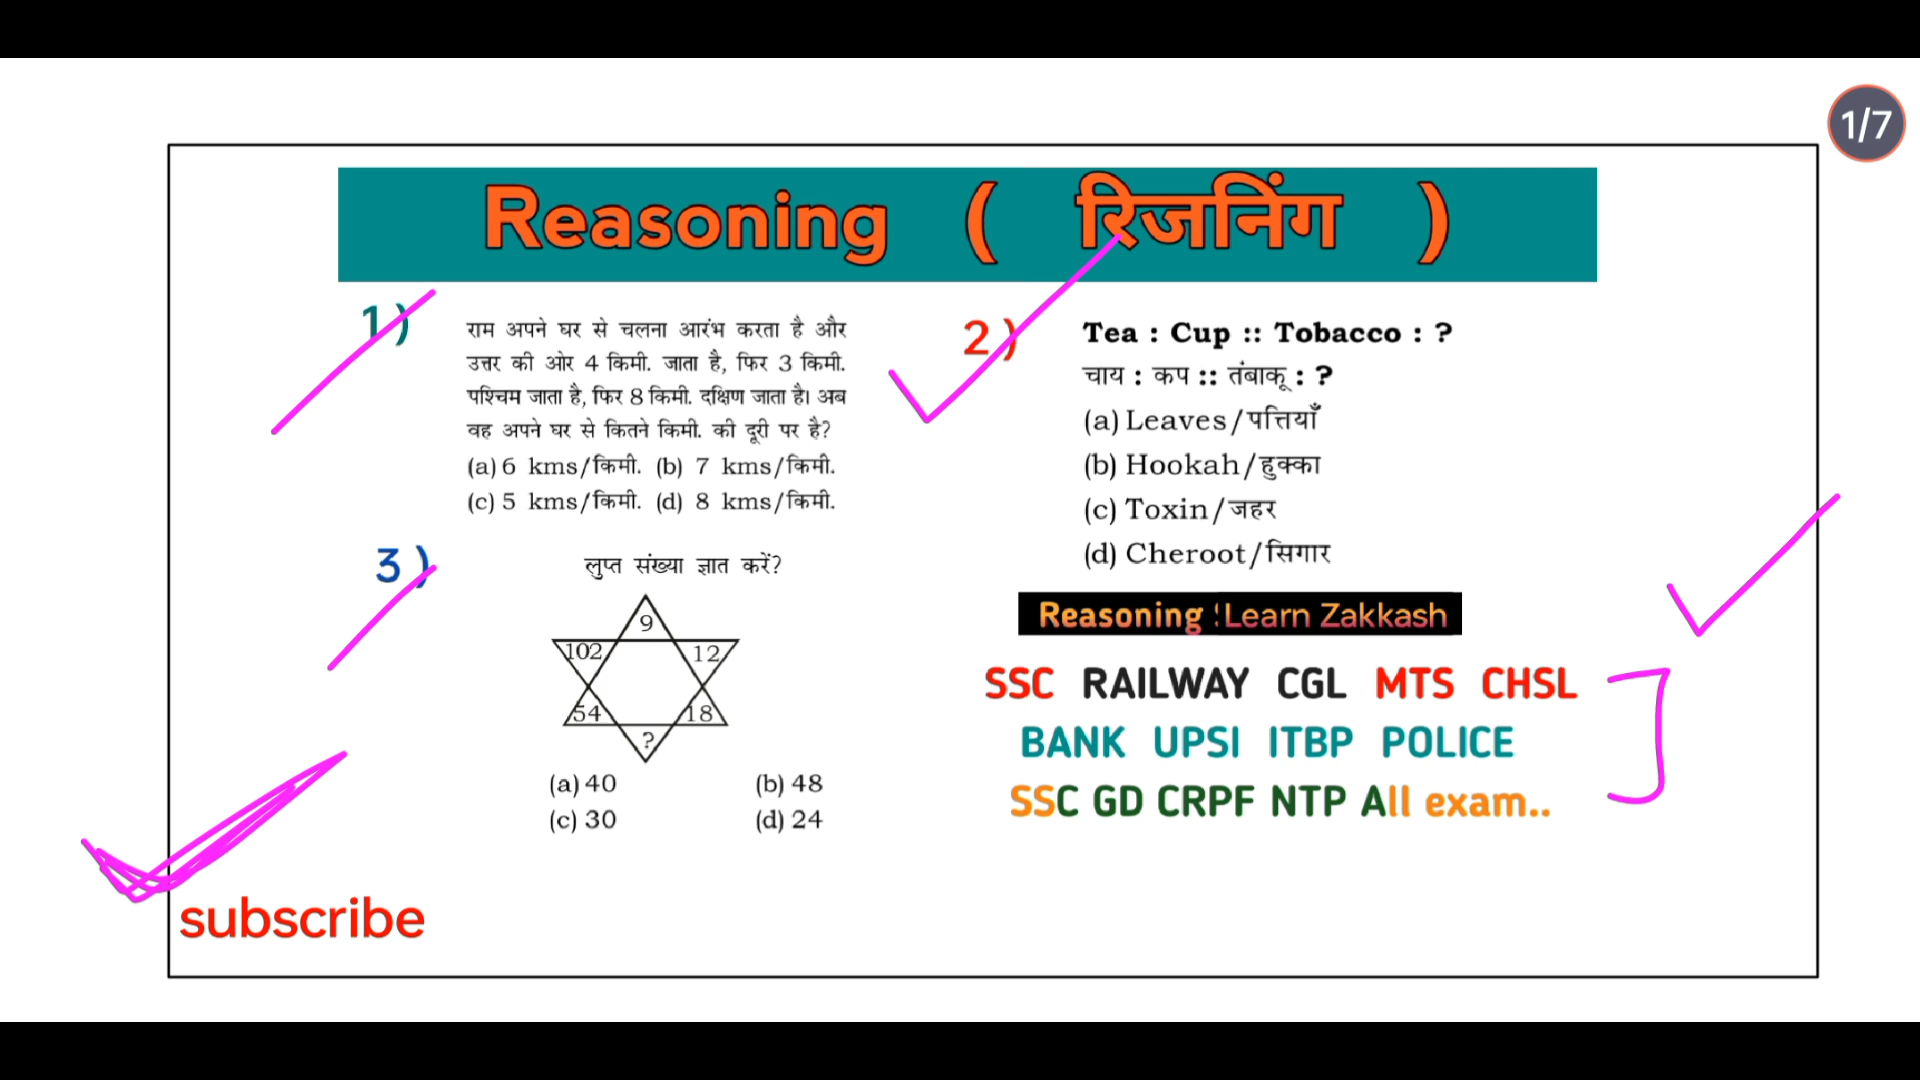 1/7
Reasoning ( रिजनिंग )
1)
राम अपने घर से चलना आरंभ करता है और
उत्तर की ओर 4 किमी. जाता है, फिर 3 किमी.
पश्चिम जाता है, फिर 8 किमी. दक्षिण जाता है। अब
वह अपने घर से कितने किमी. की दूरी पर है?
(a) 6 kms/किमी. (b) 7 kms/किमी.
(c) 5 kms/किमी. (d) 8 kms/किमी.
2)
Tea : Cup :: Tobacco : ?
चाय : कप :: तंबाकू : ?
(a) Leaves/पत्तियाँ
(b) Hookah/हुक्का
(c) Toxin/जहर
(d) Cheroot/सिगार
3)
लुप्त संख्या ज्ञात करें?
9
102 12
54 18
?
(a) 40 (b) 48
(c) 30 (d) 24
Reasoning Learn Zakkash
SSC RAILWAY CGL MTS CHSL
BANK UPSI ITBP POLICE
SSC GD CRPF NTP All exam..
subscribe